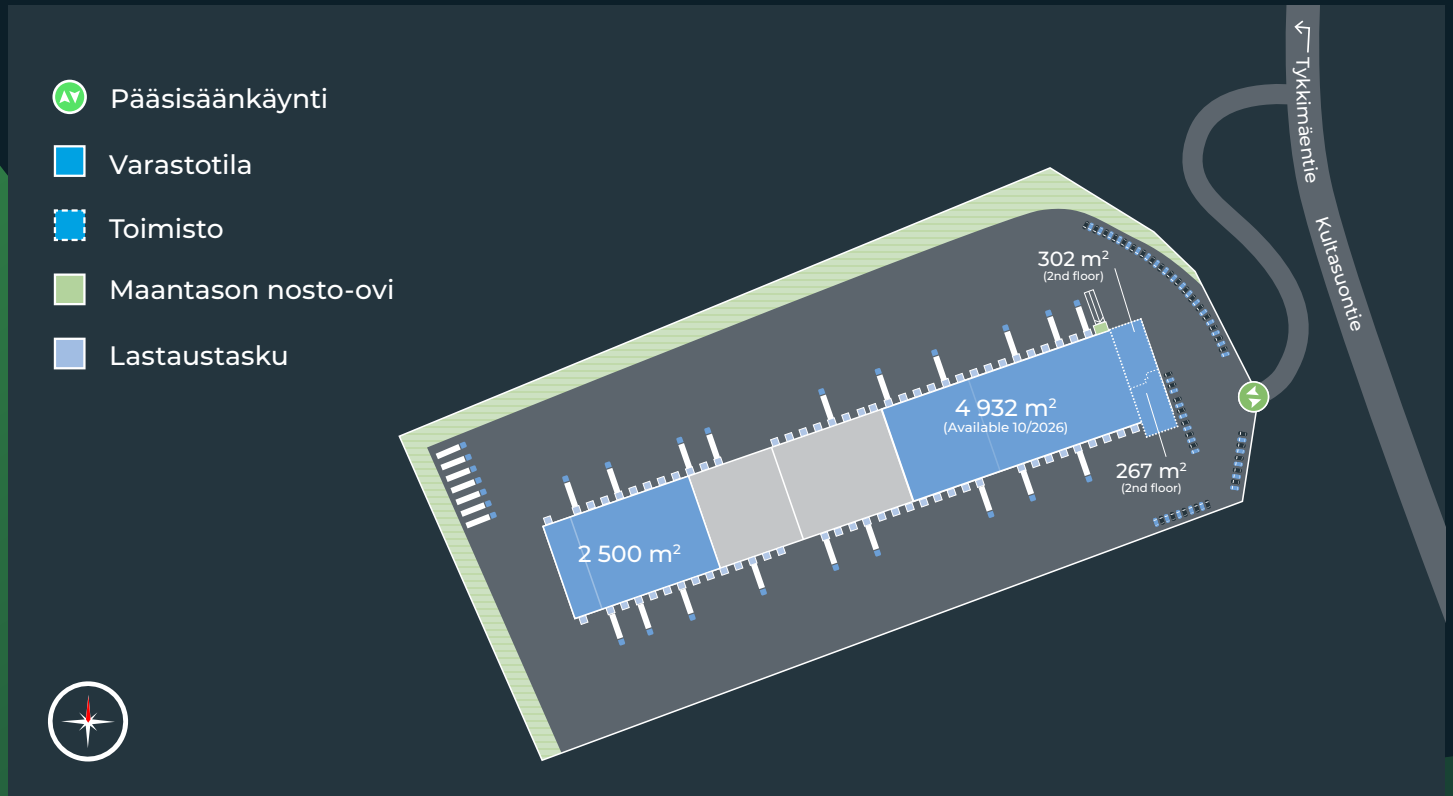 Pääsisäänkäynti
Varastotila
Toimisto
Maantason nosto-ovi
Lastaustasku
Tykkimäentie
Kultasuontie
302 m²
(2nd floor)
4 932 m²
(Available 10/2026)
267 m²
(2nd floor)
2 500 m²